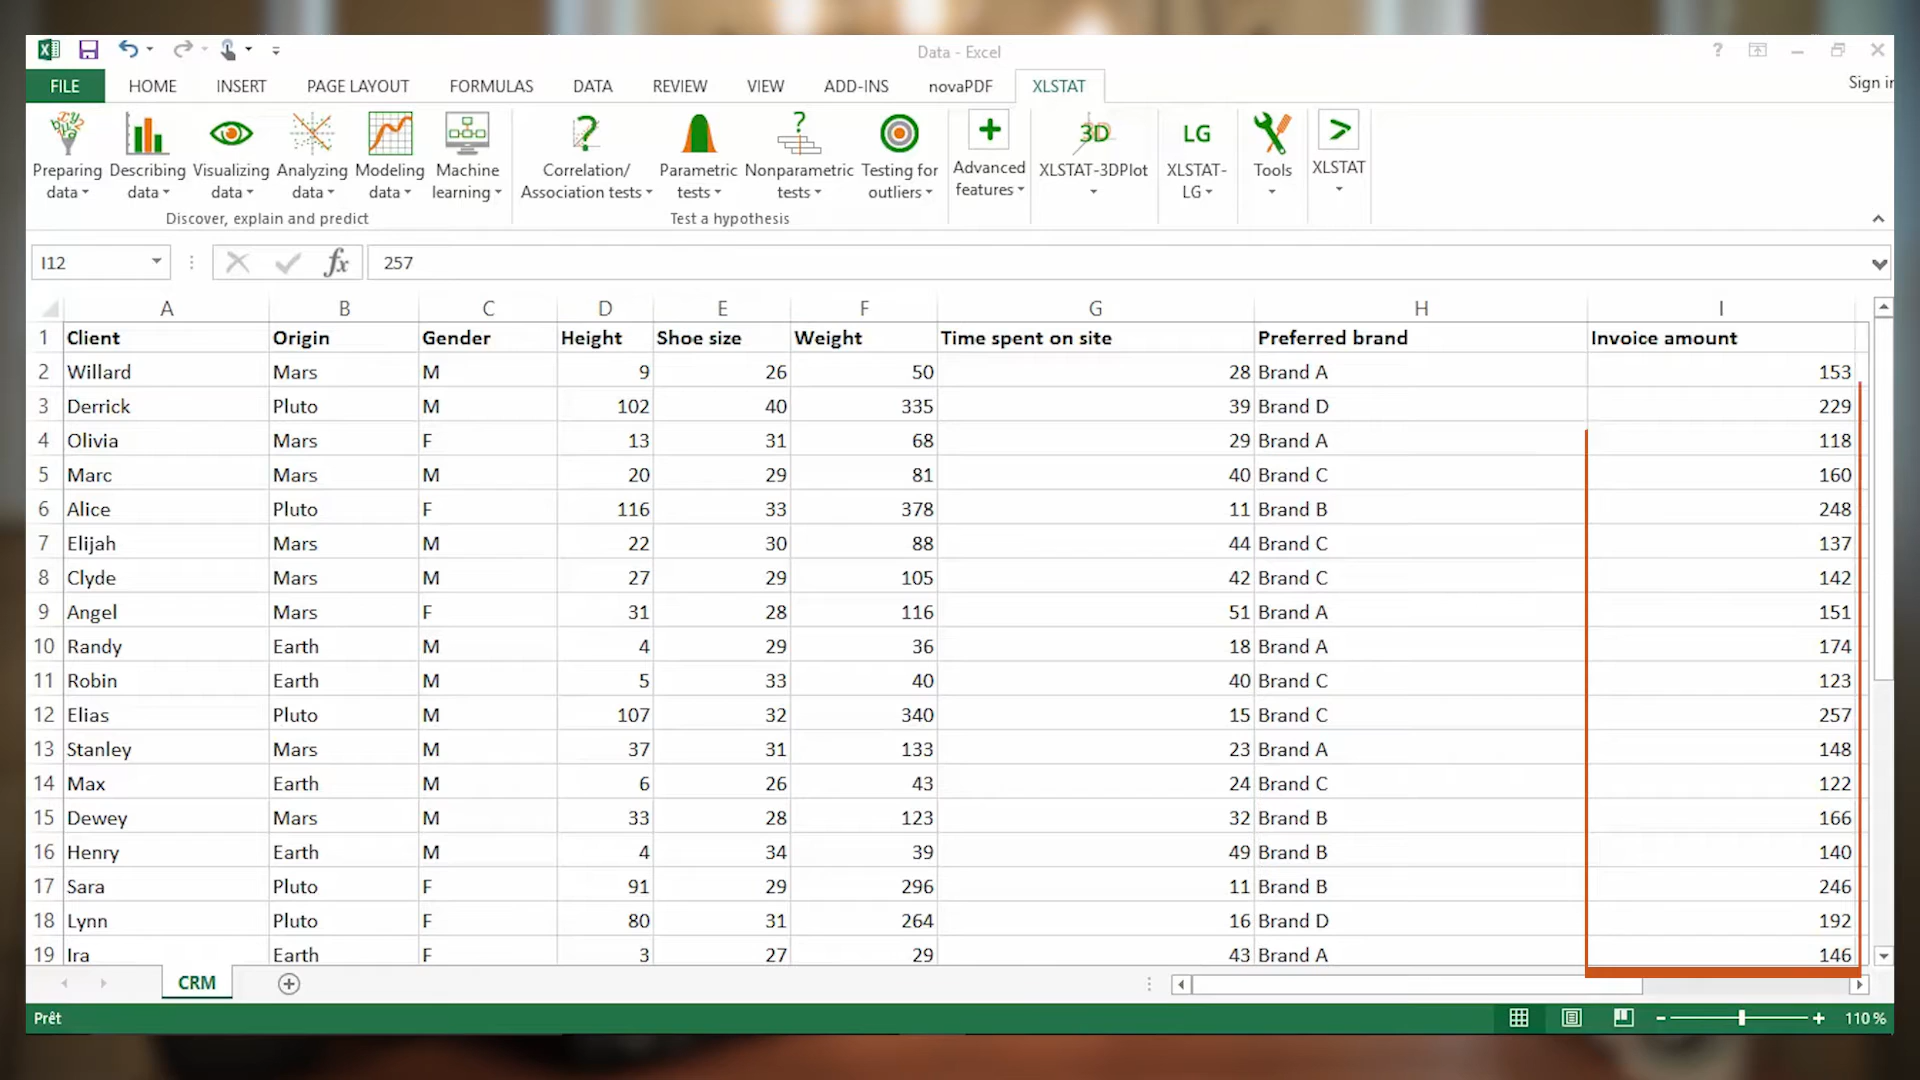 Data - Excel
?
FILE HOME INSERT PAGE LAYOUT FORMULAS DATA REVIEW VIEW ADD-INS novaPDF XLSTAT Sign in
Preparing data Describing data Visualizing data Analyzing data Modeling data Machine learning Correlation/ Association tests Parametric tests Nonparametric tests Testing for outliers Advanced features 3D XLSTAT-3DPlot LG XLSTAT-LG Tools XLSTAT
Discover, explain and predict Test a hypothesis
I12 fx 257
A B C D E F G H I
1 Client Origin Gender Height Shoe size Weight Time spent on site Preferred brand Invoice amount
2 Willard Mars M 9 26 50 28 Brand A 153
3 Derrick Pluto M 102 40 335 39 Brand D 229
4 Olivia Mars F 13 31 68 29 Brand A 118
5 Marc Mars M 20 29 81 40 Brand C 160
6 Alice Pluto F 116 33 378 11 Brand B 248
7 Elijah Mars M 22 30 88 44 Brand C 137
8 Clyde Mars M 27 29 105 42 Brand C 142
9 Angel Mars F 31 28 116 51 Brand A 151
10 Randy Earth M 4 29 36 18 Brand A 174
11 Robin Earth M 5 33 40 40 Brand C 123
12 Elias Pluto M 107 32 340 15 Brand C 257
13 Stanley Mars M 37 31 133 23 Brand A 148
14 Max Earth M 6 26 43 24 Brand C 122
15 Dewey Mars M 33 28 123 32 Brand B 166
16 Henry Earth M 4 34 39 49 Brand B 140
17 Sara Pluto F 91 29 296 11 Brand B 246
18 Lynn Pluto F 80 31 264 16 Brand D 192
19 Ira Earth F 3 27 29 43 Brand A 146
CRM
Prêt 110 %